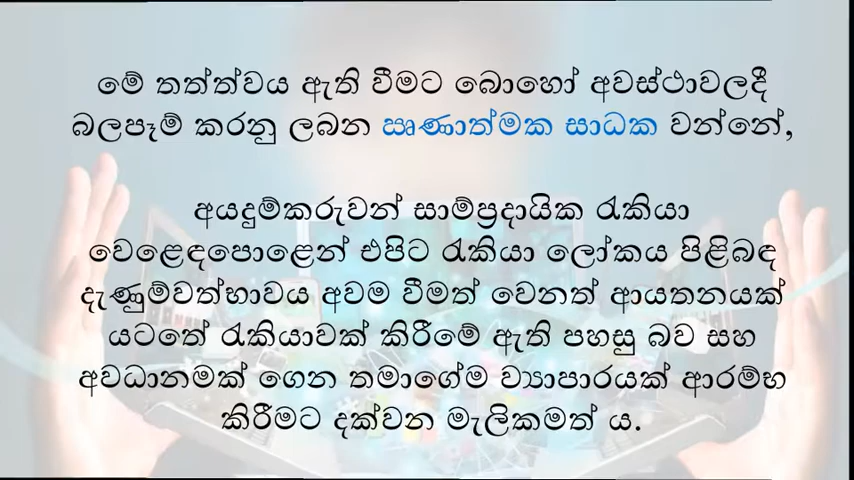 මේ තත්ත්වය ඇති වීමට බොහෝ අවස්ථාවලදී
බලපෑම් කරනු ලබන ඍණාත්මක සාධක වන්නේ,
අයදුම්කරුවන් සාම්ප්‍රදායික රැකියා
වෙළෙඳපොළෙන් එපිට රැකියා ලෝකය පිළිබඳ
දැණුම්වත්භාවය අවම වීමත් වෙනත් ආයතනයක්
යටතේ රැකියාවක් කිරීමේ ඇති පහසු බව සහ
අවධානමක් ගෙන තමාගේම ව්‍යාපාරයක් ආරම්භ
කිරීමට දක්වන මැලිකමත් ය.